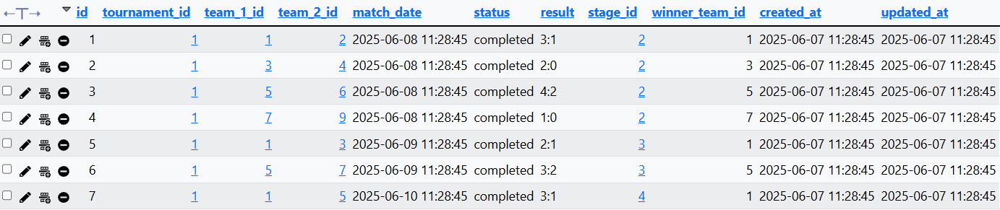 id tournament_id team_1_id team_2_id match_date status result stage_id winner_team_id created_at updated_at
1 1 1 2 2025-06-08 11:28:45 completed 3:1 2 1 2025-06-07 11:28:45 2025-06-07 11:28:45
2 1 3 4 2025-06-08 11:28:45 completed 2:0 2 3 2025-06-07 11:28:45 2025-06-07 11:28:45
3 1 5 6 2025-06-08 11:28:45 completed 4:2 2 5 2025-06-07 11:28:45 2025-06-07 11:28:45
4 1 7 9 2025-06-08 11:28:45 completed 1:0 2 7 2025-06-07 11:28:45 2025-06-07 11:28:45
5 1 1 3 2025-06-09 11:28:45 completed 2:1 3 1 2025-06-07 11:28:45 2025-06-07 11:28:45
6 1 5 7 2025-06-09 11:28:45 completed 3:2 3 5 2025-06-07 11:28:45 2025-06-07 11:28:45
7 1 1 5 2025-06-10 11:28:45 completed 3:1 4 1 2025-06-07 11:28:45 2025-06-07 11:28:45